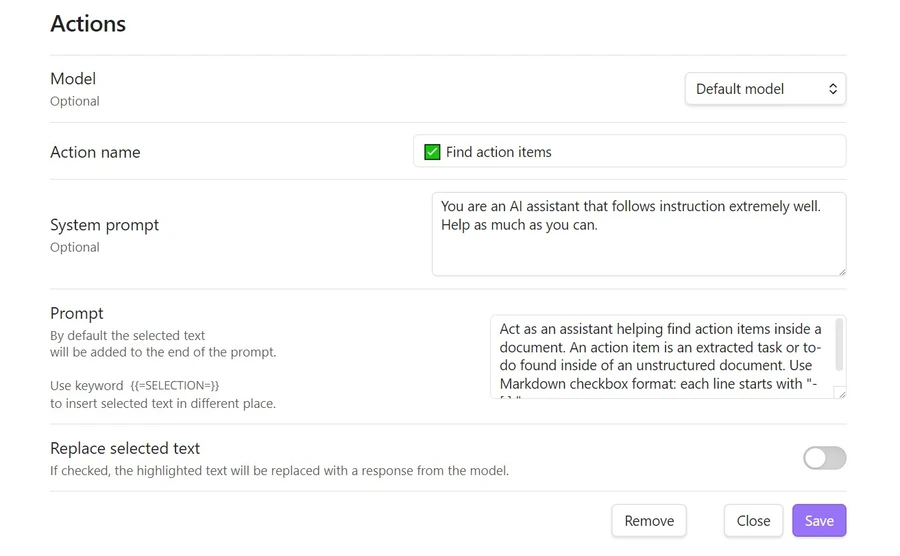 Actions
Model
Optional
Default model
Action name
✅ Find action items
System prompt
Optional
You are an AI assistant that follows instruction extremely well.
Help as much as you can.
Prompt
By default the selected text
will be added to the end of the prompt.
Use keyword {{=SELECTION=}}
to insert selected text in different place.
Act as an assistant helping find action items inside a
document. An action item is an extracted task or to-
do found inside of an unstructured document. Use
Markdown checkbox format: each line starts with "-
[ ] "
Replace selected text
If checked, the highlighted text will be replaced with a response from the model.
Remove
Close
Save